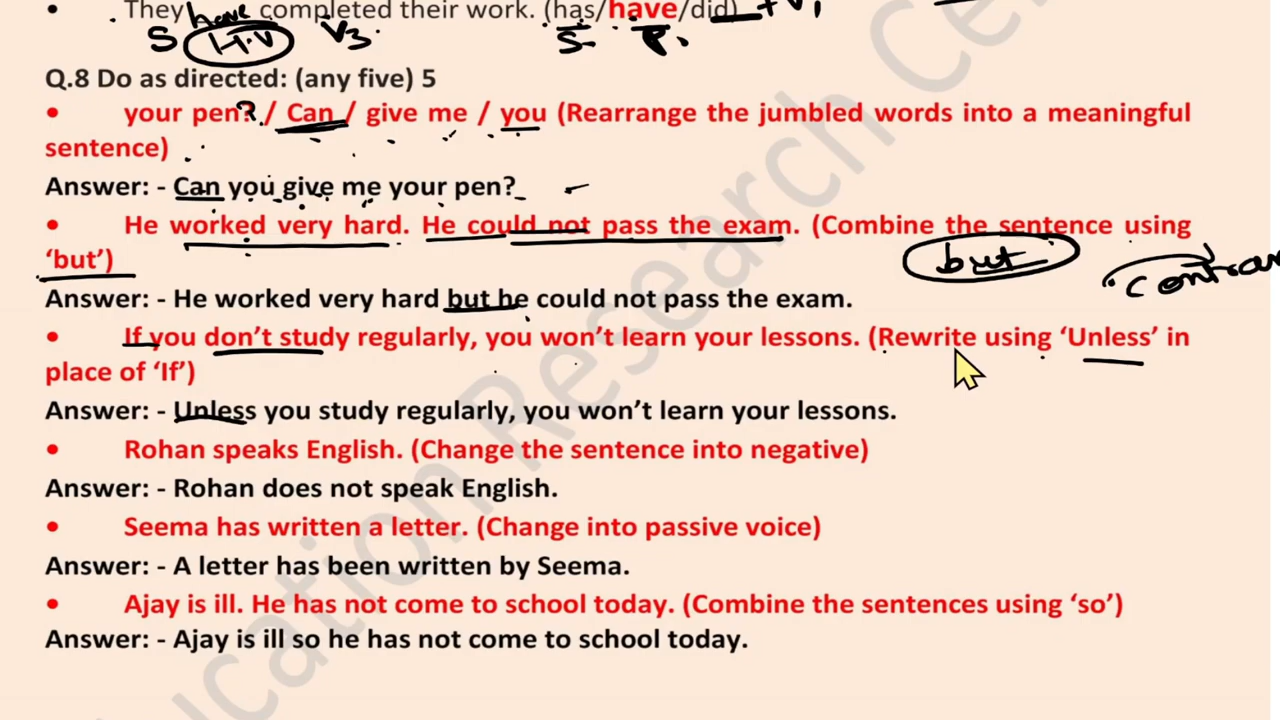 • They have completed their work. (has/have/did) + V1
S H.V V3 S. P.
Q.8 Do as directed: (any five) 5
• your pen? / Can / give me / you (Rearrange the jumbled words into a meaningful
sentence)
Answer: - Can you give me your pen?
• He worked very hard. He could not pass the exam. (Combine the sentence using
‘but’)
but
Answer: - He worked very hard but he could not pass the exam.
• If you don’t study regularly, you won’t learn your lessons. (Rewrite using ‘Unless’ in
place of ‘If’)
Answer: - Unless you study regularly, you won’t learn your lessons.
• Rohan speaks English. (Change the sentence into negative)
Answer: - Rohan does not speak English.
• Seema has written a letter. (Change into passive voice)
Answer: - A letter has been written by Seema.
• Ajay is ill. He has not come to school today. (Combine the sentences using ‘so’)
Answer: - Ajay is ill so he has not come to school today.
ucation Research Ce